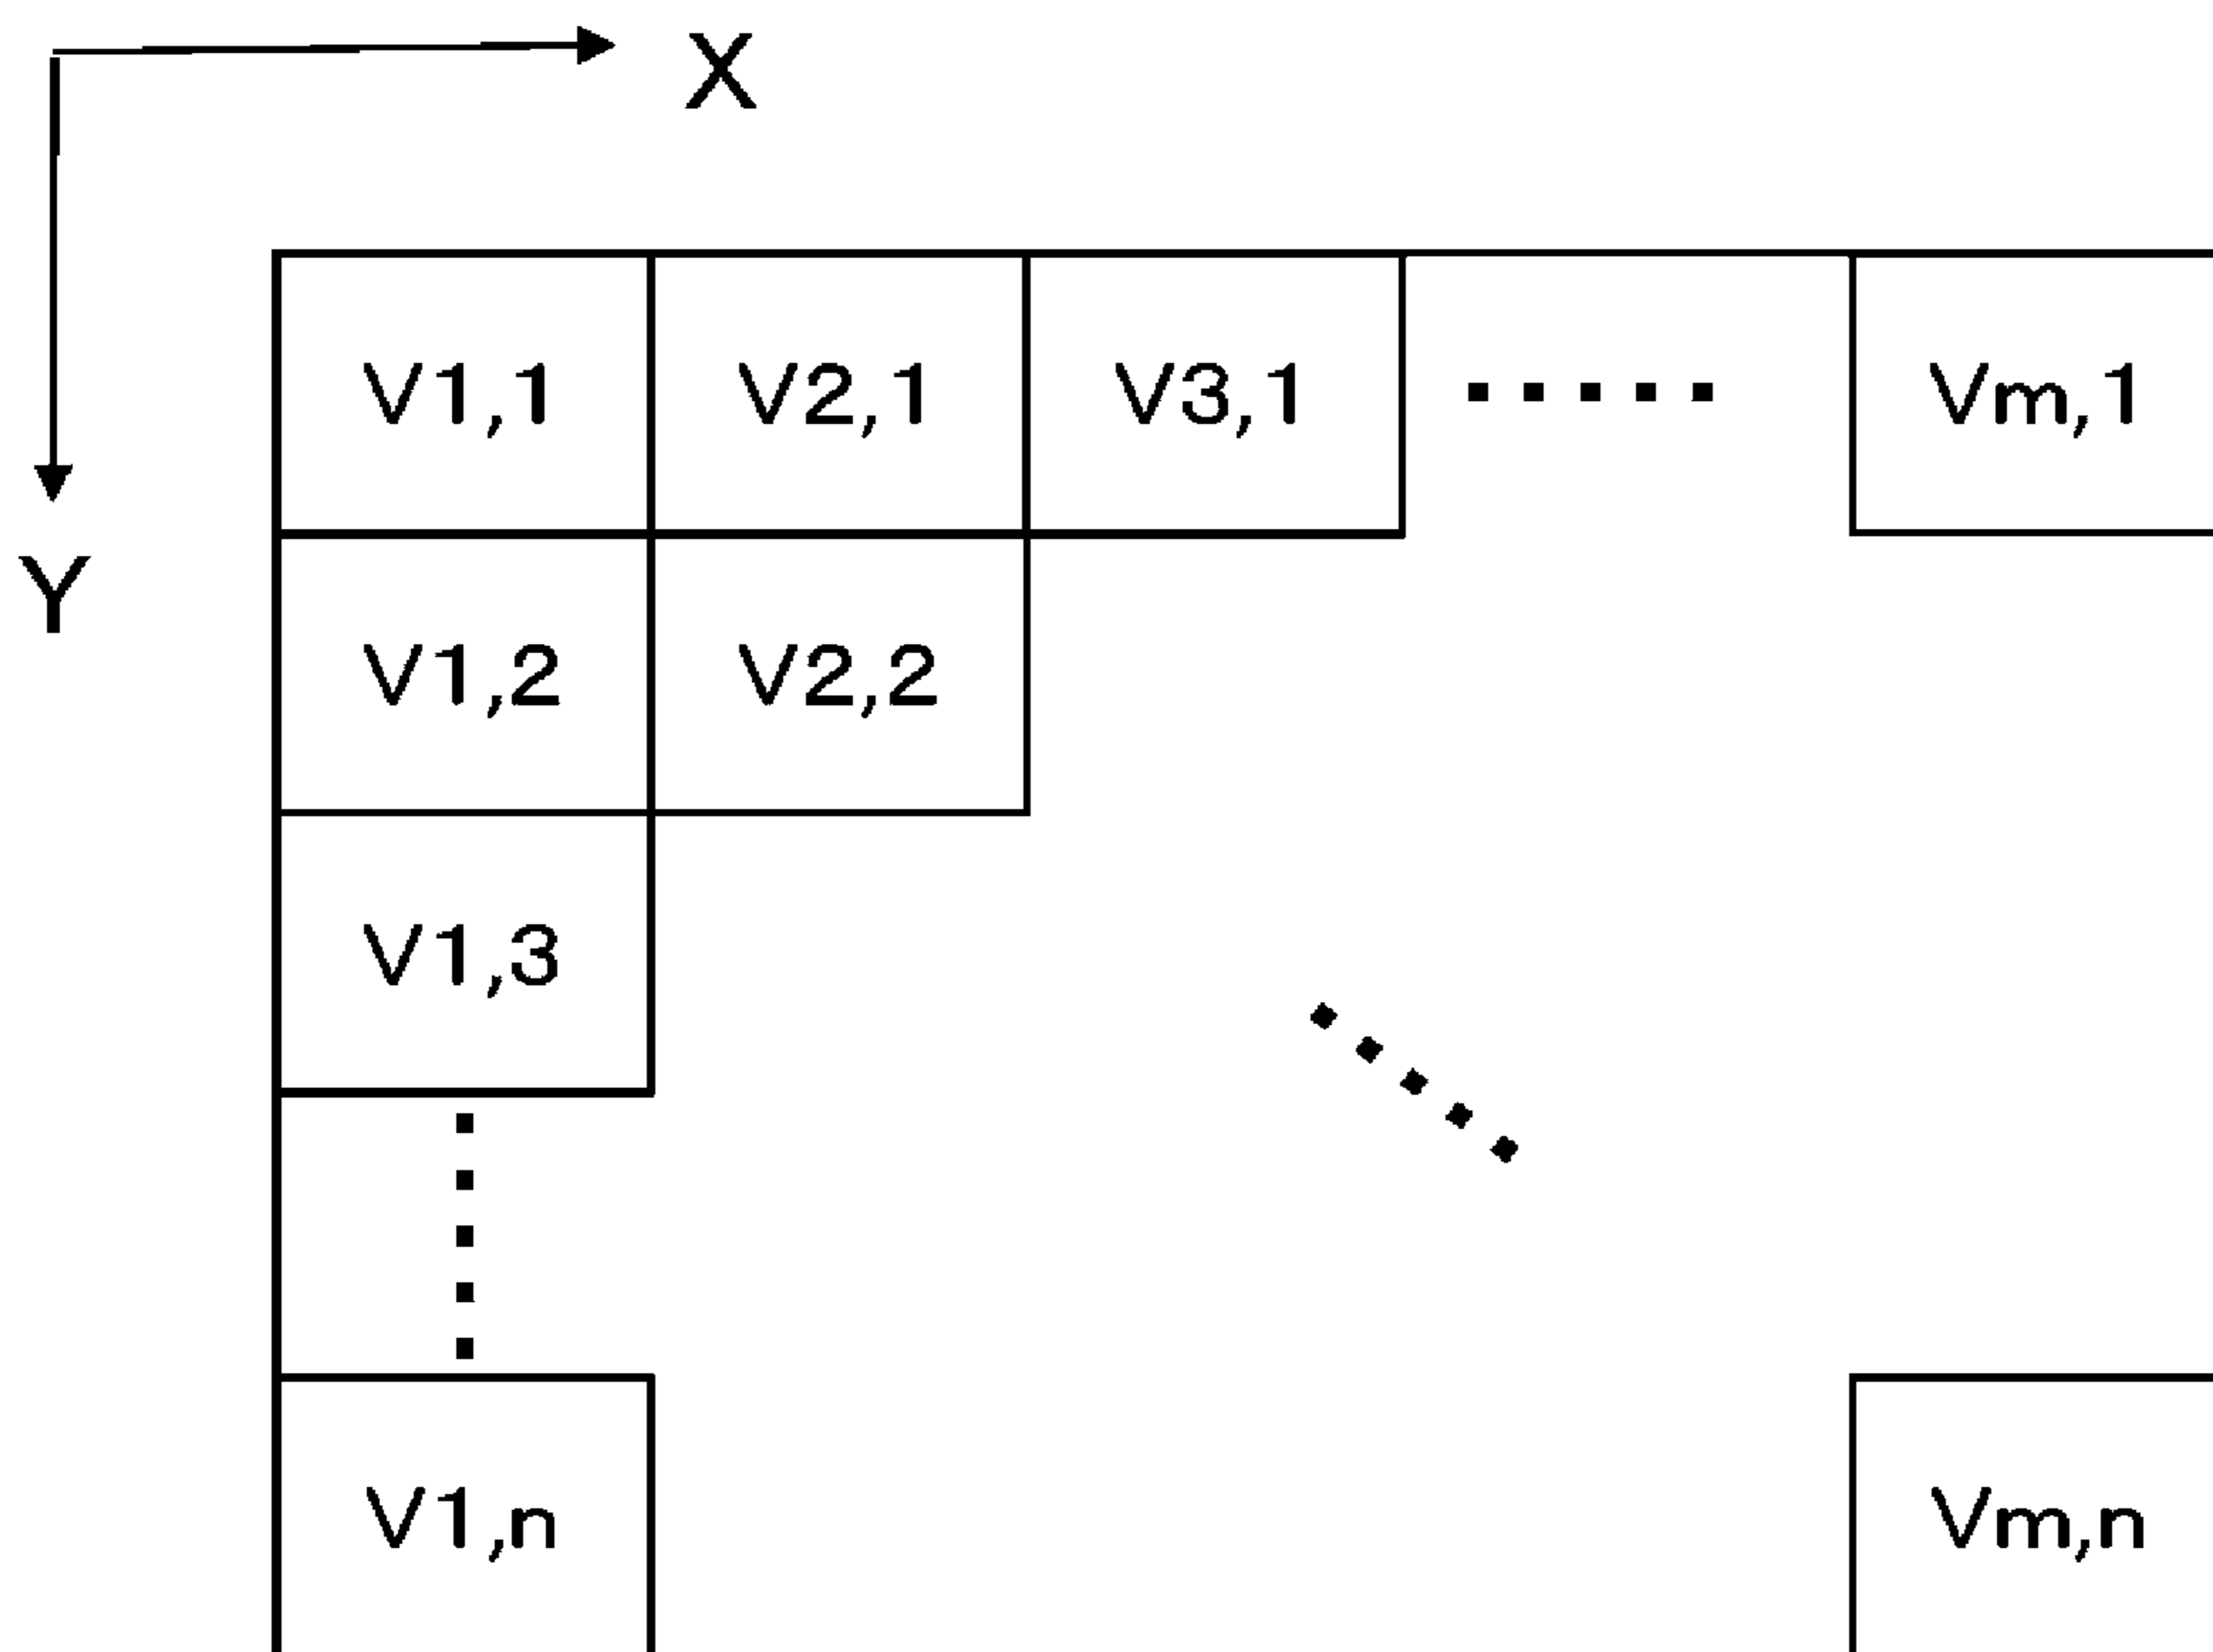 X
Y
V1,1 V2,1 V3,1 ..... Vm,1
V1,2 V2,2
V1,3
V1,n Vm,n